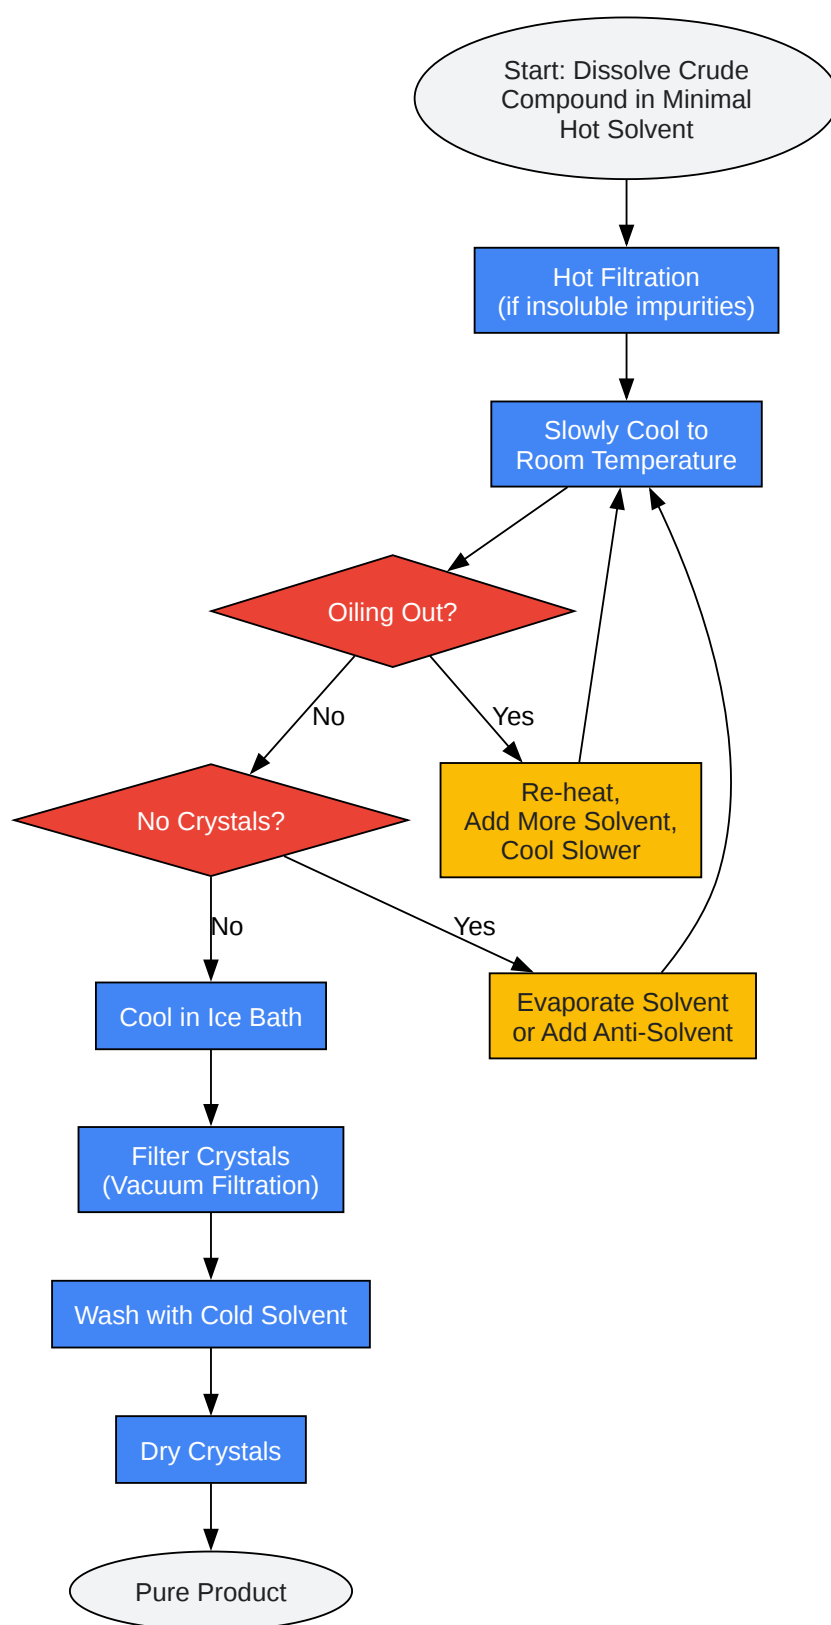 Start: Dissolve Crude
Compound in Minimal
Hot Solvent
Hot Filtration
(if insoluble impurities)
Slowly Cool to
Room Temperature
Oiling Out?
No
Yes
Re-heat,
Add More Solvent,
Cool Slower
No Crystals?
No
Yes
Evaporate Solvent
or Add Anti-Solvent
Cool in Ice Bath
Filter Crystals
(Vacuum Filtration)
Wash with Cold Solvent
Dry Crystals
Pure Product